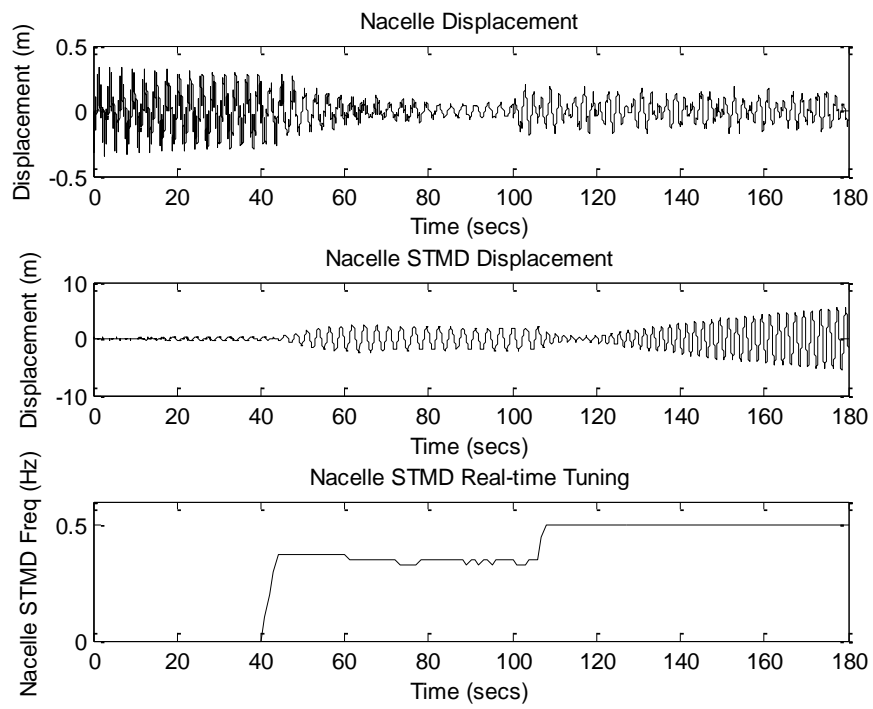 Nacelle Displacement
Displacement (m)
0.5
0
-0.5
0 20 40 60 80 100 120 140 160 180
Time (secs)
Nacelle STMD Displacement
Displacement (m)
10
0
-10
0 20 40 60 80 100 120 140 160 180
Time (secs)
Nacelle STMD Real-time Tuning
Nacelle STMD Freq (Hz)
0.5
0
0 20 40 60 80 100 120 140 160 180
Time (secs)